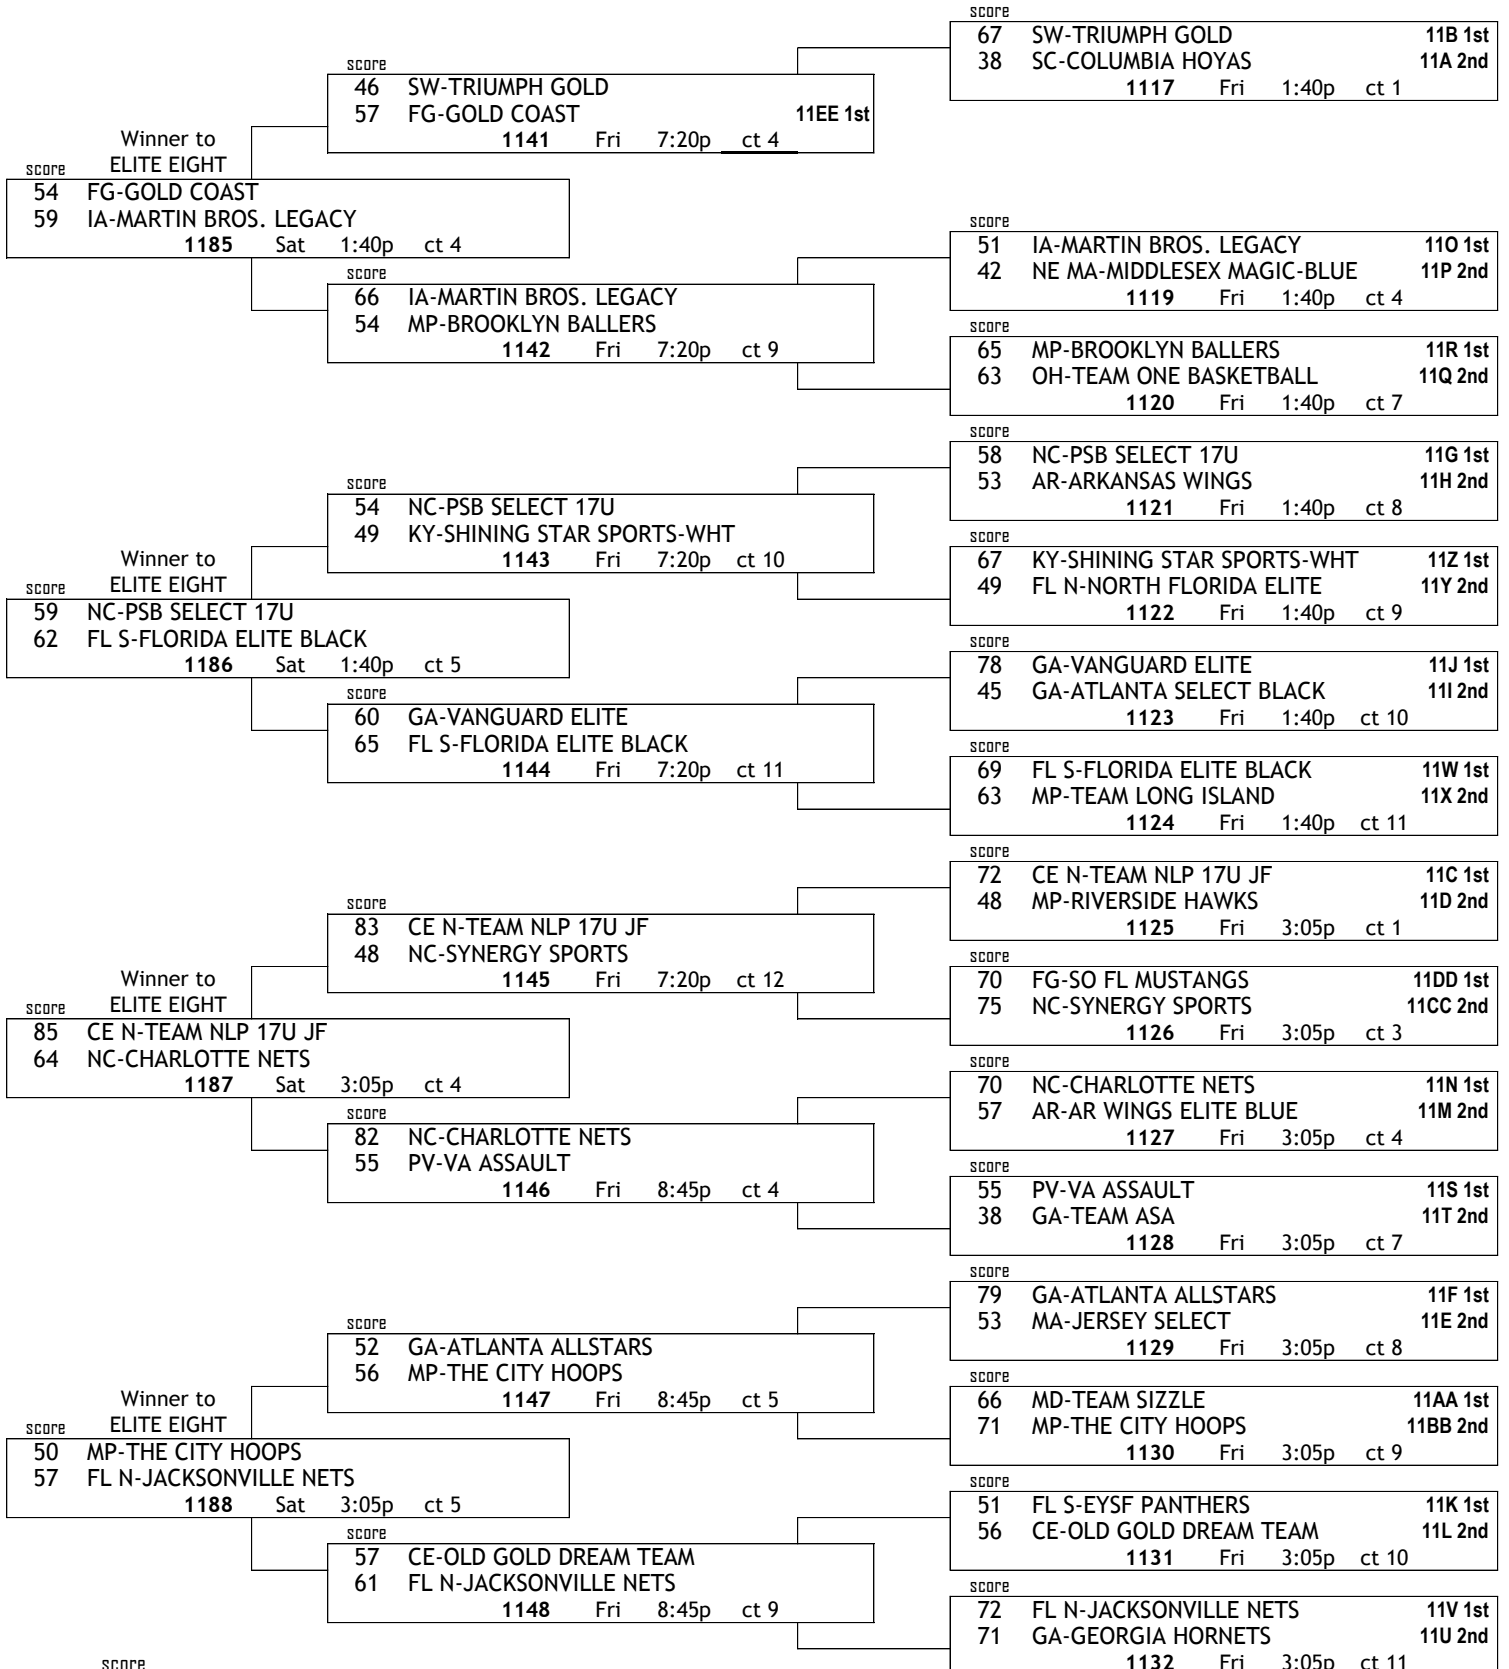 score
67 SW-TRIUMPH GOLD 11B 1st
38 SC-COLUMBIA HOYAS 11A 2nd
1117 Fri 1:40p ct 1
score
46 SW-TRIUMPH GOLD
57 FG-GOLD COAST 11EE 1st
1141 Fri 7:20p ct 4
Winner to
ELITE EIGHT
score
54 FG-GOLD COAST
59 IA-MARTIN BROS. LEGACY
1185 Sat 1:40p ct 4
score
51 IA-MARTIN BROS. LEGACY 11O 1st
42 NE MA-MIDDLESEX MAGIC-BLUE 11P 2nd
1119 Fri 1:40p ct 4
score
66 IA-MARTIN BROS. LEGACY
54 MP-BROOKLYN BALLERS
1142 Fri 7:20p ct 9
score
65 MP-BROOKLYN BALLERS 11R 1st
63 OH-TEAM ONE BASKETBALL 11Q 2nd
1120 Fri 1:40p ct 7
score
58 NC-PSB SELECT 17U 11G 1st
53 AR-ARKANSAS WINGS 11H 2nd
1121 Fri 1:40p ct 8
score
54 NC-PSB SELECT 17U
49 KY-SHINING STAR SPORTS-WHT
1143 Fri 7:20p ct 10
score
67 KY-SHINING STAR SPORTS-WHT 11Z 1st
49 FL N-NORTH FLORIDA ELITE 11Y 2nd
1122 Fri 1:40p ct 9
Winner to
ELITE EIGHT
score
59 NC-PSB SELECT 17U
62 FL S-FLORIDA ELITE BLACK
1186 Sat 1:40p ct 5
score
78 GA-VANGUARD ELITE 11J 1st
45 GA-ATLANTA SELECT BLACK 11I 2nd
1123 Fri 1:40p ct 10
score
60 GA-VANGUARD ELITE
65 FL S-FLORIDA ELITE BLACK
1144 Fri 7:20p ct 11
score
69 FL S-FLORIDA ELITE BLACK 11W 1st
63 MP-TEAM LONG ISLAND 11X 2nd
1124 Fri 1:40p ct 11
score
72 CE N-TEAM NLP 17U JF 11C 1st
48 MP-RIVERSIDE HAWKS 11D 2nd
1125 Fri 3:05p ct 1
score
83 CE N-TEAM NLP 17U JF
48 NC-SYNERGY SPORTS
1145 Fri 7:20p ct 12
score
70 FG-SO FL MUSTANGS 11DD 1st
75 NC-SYNERGY SPORTS 11CC 2nd
1126 Fri 3:05p ct 3
Winner to
ELITE EIGHT
score
85 CE N-TEAM NLP 17U JF
64 NC-CHARLOTTE NETS
1187 Sat 3:05p ct 4
score
70 NC-CHARLOTTE NETS 11N 1st
57 AR-AR WINGS ELITE BLUE 11M 2nd
1127 Fri 3:05p ct 4
score
82 NC-CHARLOTTE NETS
55 PV-VA ASSAULT
1146 Fri 8:45p ct 4
score
55 PV-VA ASSAULT 11S 1st
38 GA-TEAM ASA 11T 2nd
1128 Fri 3:05p ct 7
score
79 GA-ATLANTA ALLSTARS 11F 1st
53 MA-JERSEY SELECT 11E 2nd
1129 Fri 3:05p ct 8
score
52 GA-ATLANTA ALLSTARS
56 MP-THE CITY HOOPS
1147 Fri 8:45p ct 5
score
66 MD-TEAM SIZZLE 11AA 1st
71 MP-THE CITY HOOPS 11BB 2nd
1130 Fri 3:05p ct 9
Winner to
ELITE EIGHT
score
50 MP-THE CITY HOOPS
57 FL N-JACKSONVILLE NETS
1188 Sat 3:05p ct 5
score
51 FL S-EYSF PANTHERS 11K 1st
56 CE-OLD GOLD DREAM TEAM 11L 2nd
1131 Fri 3:05p ct 10
score
57 CE-OLD GOLD DREAM TEAM
61 FL N-JACKSONVILLE NETS
1148 Fri 8:45p ct 9
score
72 FL N-JACKSONVILLE NETS 11V 1st
71 GA-GEORGIA HORNETS 11U 2nd
1132 Fri 3:05p ct 11
score